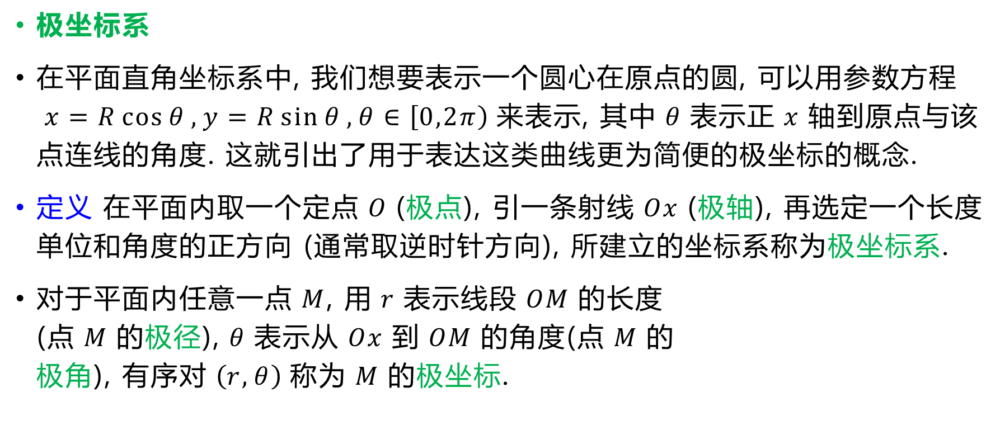 • 极坐标系
• 在平面直角坐标系中, 我们想要表示一个圆心在原点的圆, 可以用参数方程
x = R cos θ , y = R sin θ , θ ∈ [0,2π) 来表示, 其中 θ 表示正 x 轴到原点与该
点连线的角度. 这就引出了用于表达这类曲线更为简便的极坐标的概念.
• 定义 在平面内取一个定点 O (极点), 引一条射线 Ox (极轴), 再选定一个长度
单位和角度的正方向 (通常取逆时针方向), 所建立的坐标系称为极坐标系.
• 对于平面内任意一点 M, 用 r 表示线段 OM 的长度
(点 M 的极径), θ 表示从 Ox 到 OM 的角度(点 M 的
极角), 有序对 (r, θ) 称为 M 的极坐标.